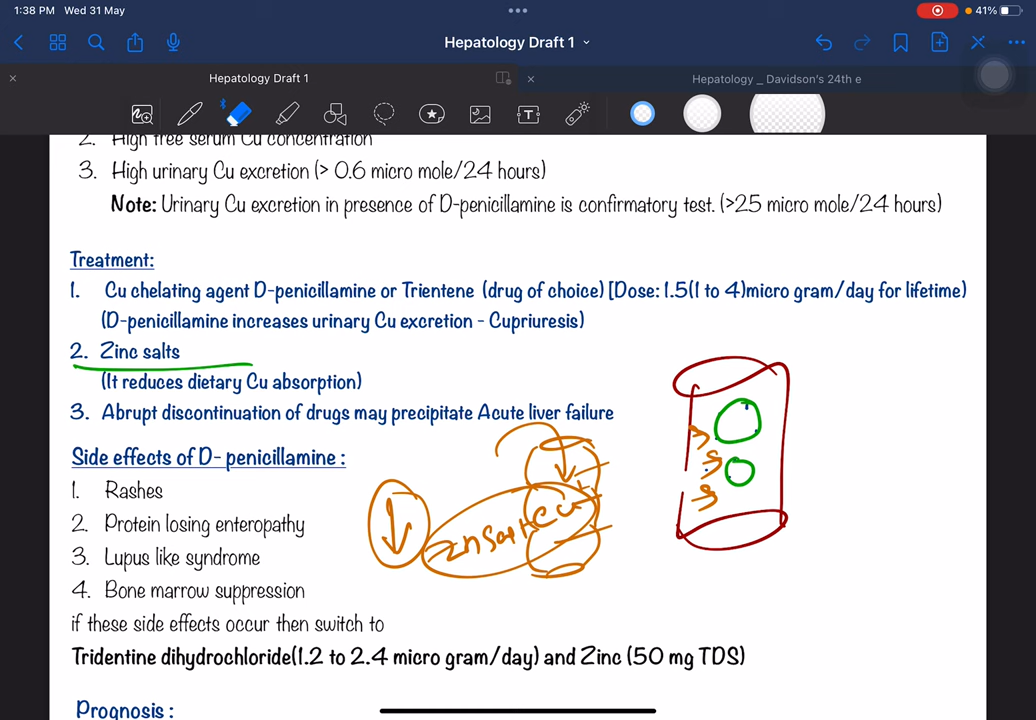 1:38 PM Wed 31 May
41%
Hepatology Draft 1
Hepatology Draft 1
Hepatology _ Davidson's 24th e
2. High free serum Cu concentration
3. High urinary Cu excretion (> 0.6 micro mole/24 hours)
Note: Urinary Cu excretion in presence of D-penicillamine is confirmatory test. (>25 micro mole/24 hours)
Treatment:
1. Cu chelating agent D-penicillamine or Trientene (drug of choice) [Dose: 1.5(1 to 4)micro gram/day for lifetime)
(D-penicillamine increases urinary Cu excretion - Cupriuresis)
2. Zinc salts
(It reduces dietary Cu absorption)
3. Abrupt discontinuation of drugs may precipitate Acute liver failure
Side effects of D- penicillamine :
1. Rashes
2. Protein losing enteropathy
3. Lupus like syndrome
4. Bone marrow suppression
if these side effects occur then switch to
Tridentine dihydrochloride(1.2 to 2.4 micro gram/day) and Zinc (50 mg TDS)
Prognosis :
Cu